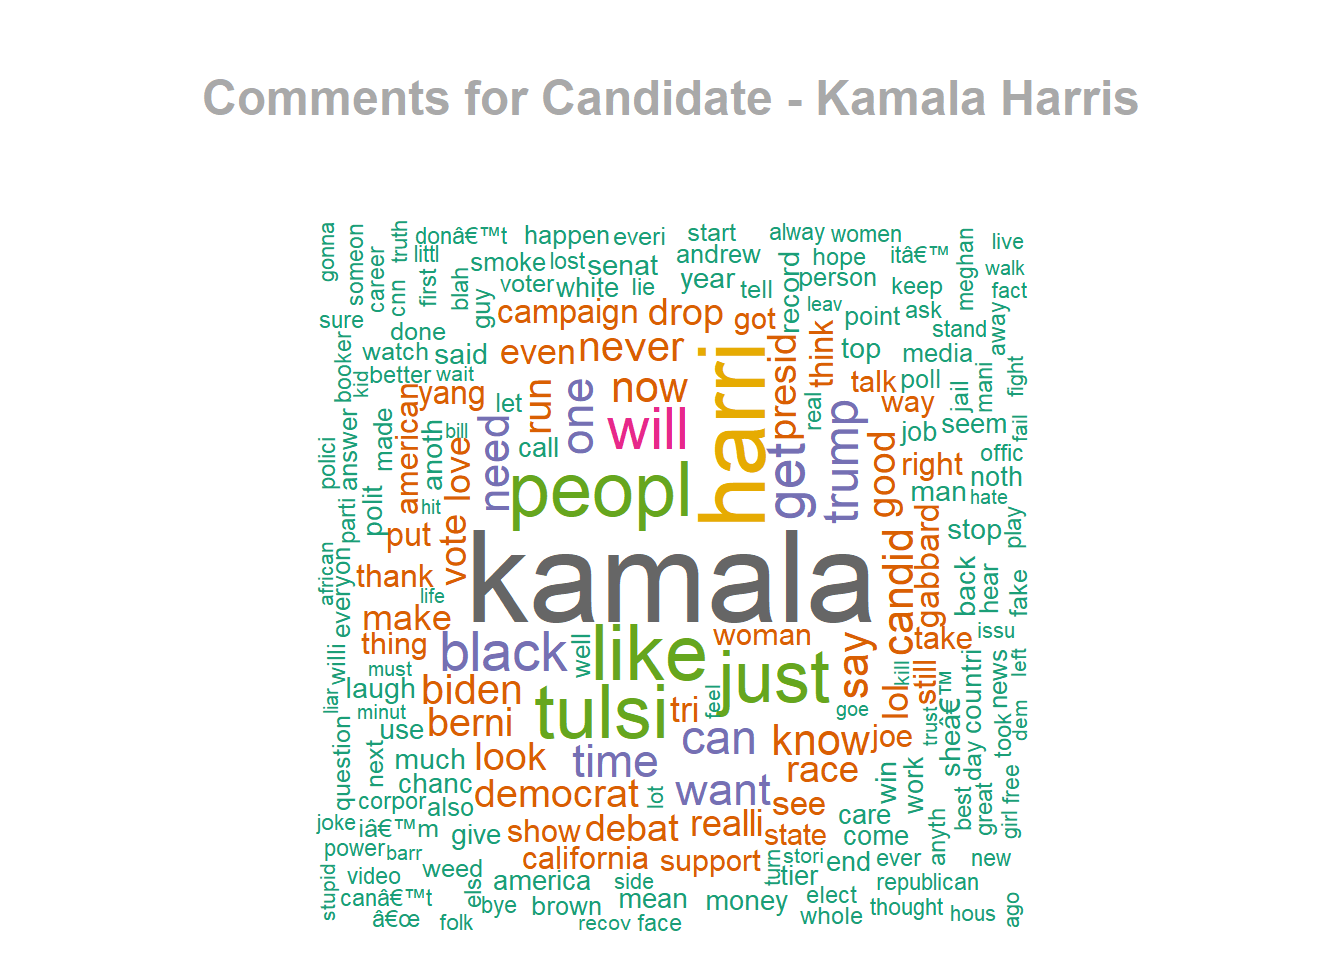 Comments for Candidate - Kamala Harris
gonna
someon
career
truth
donâ€™t
happen
everi
start
alway
women
itâ€™
meghan
live
littl
cnn
first
blah
smoke
lost
senat
andrew
record
hope
walk
guy
voter
white
lie
year
tell
person
keep
fact
sure
done
campaign
drop
got
leav
point
ask
stand
away
booker
watch
said
even
never
harri
presid
think
top
media
kid
better
wait
yang
run
one
now
talk
poll
jail
mani
fight
let
will
real
way
american
bill
need
call
get
trump
good
job
seem
fail
polici
answer
made
anoth
love
peopl
right
offic
noth
parti
polit
hit
man
hate
put
vote
kamala
candid
gabbard
stop
play
african
everyon
thank
life
back
hear
fake
make
black
well
like
woman
just
say
take
issu
willi
thing
must
lol
still
kill
countri
news
left
liar
laugh
minut
biden
tulsi
tri
feel
goe
trust
sheâ€™
took
dem
question
next
use
berni
can
know
joe
day
much
look
time
race
win
work
chanc
corpor
also
democrat
lot
want
see
best
great
girl
free
joke
iâ€™m
give
show
debat
realli
state
care
come
anyth
power
barr
california
support
turn
stori
tier
end
ever
new
stupid
video
weed
else
america
side
republican
canâ€™t
bye
brown
mean
money
elect
whole
thought
hous
ago
â€œ
folk
recov
face